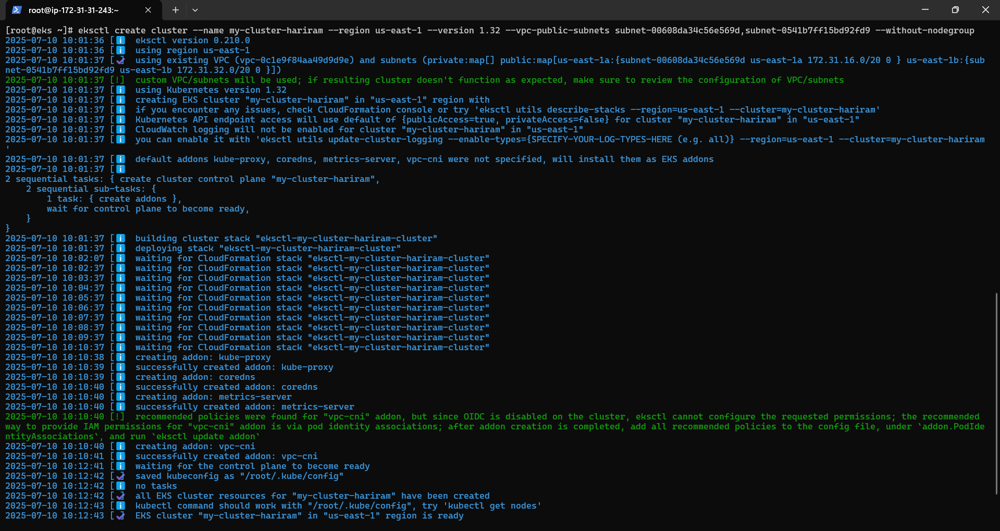 root@ip-172-31-31-243:~
[root@eks ~]# eksctl create cluster --name my-cluster-hariram --region us-east-1 --version 1.32 --vpc-public-subnets subnet-00608da34c56e569d,subnet-0541b7ff15bd92fd9 --without-nodegroup
2025-07-10 10:01:36 [ℹ]  eksctl version 0.210.0
2025-07-10 10:01:36 [ℹ]  using region us-east-1
2025-07-10 10:01:37 [✔]  using existing VPC (vpc-0c1e9f84aa49d9d9e) and subnets (private:map[] public:map[us-east-1a:{subnet-00608da34c56e569d us-east-1a 172.31.16.0/20 0 } us-east-1b:{sub
net-0541b7ff15bd92fd9 us-east-1b 172.31.32.0/20 0 }])
2025-07-10 10:01:37 [!]  custom VPC/subnets will be used; if resulting cluster doesn't function as expected, make sure to review the configuration of VPC/subnets
2025-07-10 10:01:37 [ℹ]  using Kubernetes version 1.32
2025-07-10 10:01:37 [ℹ]  creating EKS cluster "my-cluster-hariram" in "us-east-1" region with
2025-07-10 10:01:37 [ℹ]  if you encounter any issues, check CloudFormation console or try 'eksctl utils describe-stacks --region=us-east-1 --cluster=my-cluster-hariram'
2025-07-10 10:01:37 [ℹ]  Kubernetes API endpoint access will use default of {publicAccess=true, privateAccess=false} for cluster "my-cluster-hariram" in "us-east-1"
2025-07-10 10:01:37 [ℹ]  CloudWatch logging will not be enabled for cluster "my-cluster-hariram" in "us-east-1"
2025-07-10 10:01:37 [ℹ]  you can enable it with 'eksctl utils update-cluster-logging --enable-types={SPECIFY-YOUR-LOG-TYPES-HERE (e.g. all)} --region=us-east-1 --cluster=my-cluster-hariram
'
2025-07-10 10:01:37 [ℹ]  default addons kube-proxy, coredns, metrics-server, vpc-cni were not specified, will install them as EKS addons
2025-07-10 10:01:37 [ℹ]
2 sequential tasks: { create cluster control plane "my-cluster-hariram",
    2 sequential sub-tasks: {
        1 task: { create addons },
        wait for control plane to become ready,
    }
}
2025-07-10 10:01:37 [ℹ]  building cluster stack "eksctl-my-cluster-hariram-cluster"
2025-07-10 10:01:37 [ℹ]  deploying stack "eksctl-my-cluster-hariram-cluster"
2025-07-10 10:02:07 [ℹ]  waiting for CloudFormation stack "eksctl-my-cluster-hariram-cluster"
2025-07-10 10:02:37 [ℹ]  waiting for CloudFormation stack "eksctl-my-cluster-hariram-cluster"
2025-07-10 10:03:37 [ℹ]  waiting for CloudFormation stack "eksctl-my-cluster-hariram-cluster"
2025-07-10 10:04:37 [ℹ]  waiting for CloudFormation stack "eksctl-my-cluster-hariram-cluster"
2025-07-10 10:05:37 [ℹ]  waiting for CloudFormation stack "eksctl-my-cluster-hariram-cluster"
2025-07-10 10:06:37 [ℹ]  waiting for CloudFormation stack "eksctl-my-cluster-hariram-cluster"
2025-07-10 10:07:37 [ℹ]  waiting for CloudFormation stack "eksctl-my-cluster-hariram-cluster"
2025-07-10 10:08:37 [ℹ]  waiting for CloudFormation stack "eksctl-my-cluster-hariram-cluster"
2025-07-10 10:09:37 [ℹ]  waiting for CloudFormation stack "eksctl-my-cluster-hariram-cluster"
2025-07-10 10:10:37 [ℹ]  waiting for CloudFormation stack "eksctl-my-cluster-hariram-cluster"
2025-07-10 10:10:38 [ℹ]  creating addon: kube-proxy
2025-07-10 10:10:39 [ℹ]  successfully created addon: kube-proxy
2025-07-10 10:10:39 [ℹ]  creating addon: coredns
2025-07-10 10:10:40 [ℹ]  successfully created addon: coredns
2025-07-10 10:10:40 [ℹ]  creating addon: metrics-server
2025-07-10 10:10:40 [ℹ]  successfully created addon: metrics-server
2025-07-10 10:10:40 [!]  recommended policies were found for "vpc-cni" addon, but since OIDC is disabled on the cluster, eksctl cannot configure the requested permissions; the recommended
way to provide IAM permissions for "vpc-cni" addon is via pod identity associations; after addon creation is completed, add all recommended policies to the config file, under `addon.PodIde
ntityAssociations`, and run `eksctl update addon`
2025-07-10 10:10:40 [ℹ]  creating addon: vpc-cni
2025-07-10 10:10:41 [ℹ]  successfully created addon: vpc-cni
2025-07-10 10:12:41 [ℹ]  waiting for the control plane to become ready
2025-07-10 10:12:42 [✔]  saved kubeconfig as "/root/.kube/config"
2025-07-10 10:12:42 [ℹ]  no tasks
2025-07-10 10:12:42 [✔]  all EKS cluster resources for "my-cluster-hariram" have been created
2025-07-10 10:12:43 [ℹ]  kubectl command should work with "/root/.kube/config", try 'kubectl get nodes'
2025-07-10 10:12:43 [✔]  EKS cluster "my-cluster-hariram" in "us-east-1" region is ready